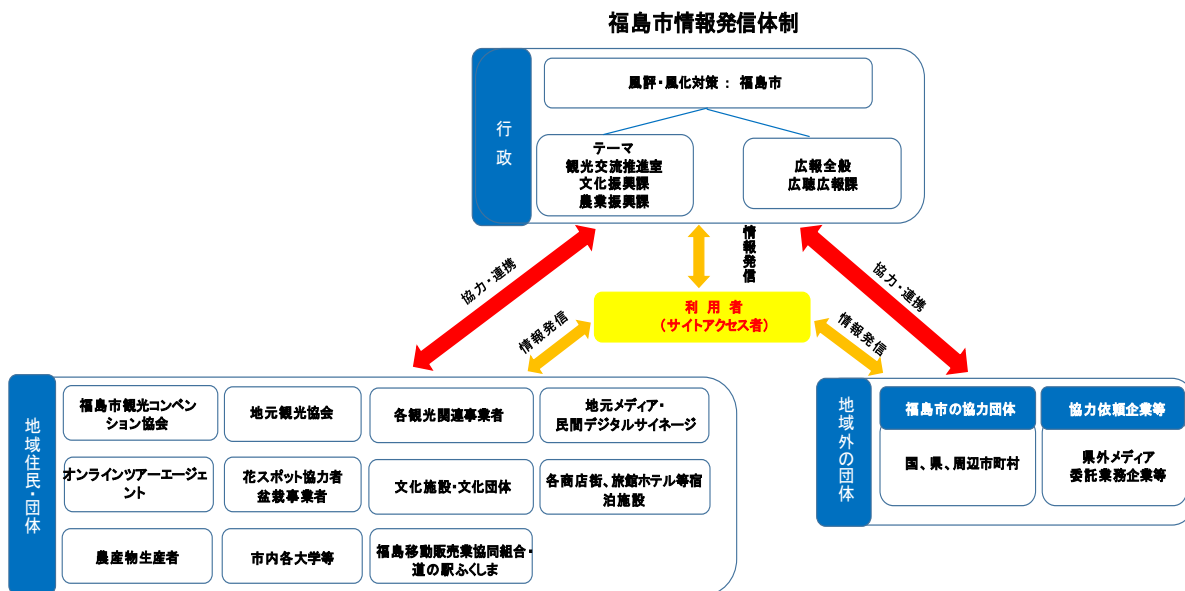 福島市情報発信体制
行政
風評・風化対策 ： 福島市
テーマ
観光交流推進室
文化振興課
農業振興課
広報全般
広聴広報課
協力・連携
情報発信
協力・連携
利 用 者
（サイトアクセス者）
情報発信
情報発信
地域住民・団体
福島市観光コンベン
ション協会
地元観光協会
各観光関連事業者
地元メディア・
民間デジタルサイネージ
オンラインツアーエージェ
ント
花スポット協力者
盆栽事業者
文化施設・文化団体
各商店街、旅館ホテル等宿
泊施設
農産物生産者
市内各大学等
福島移動販売業協同組合・
道の駅ふくしま
地域外の団体
福島市の協力団体
国、県、周辺市町村
協力依頼企業等
県外メディア
委託業務企業等